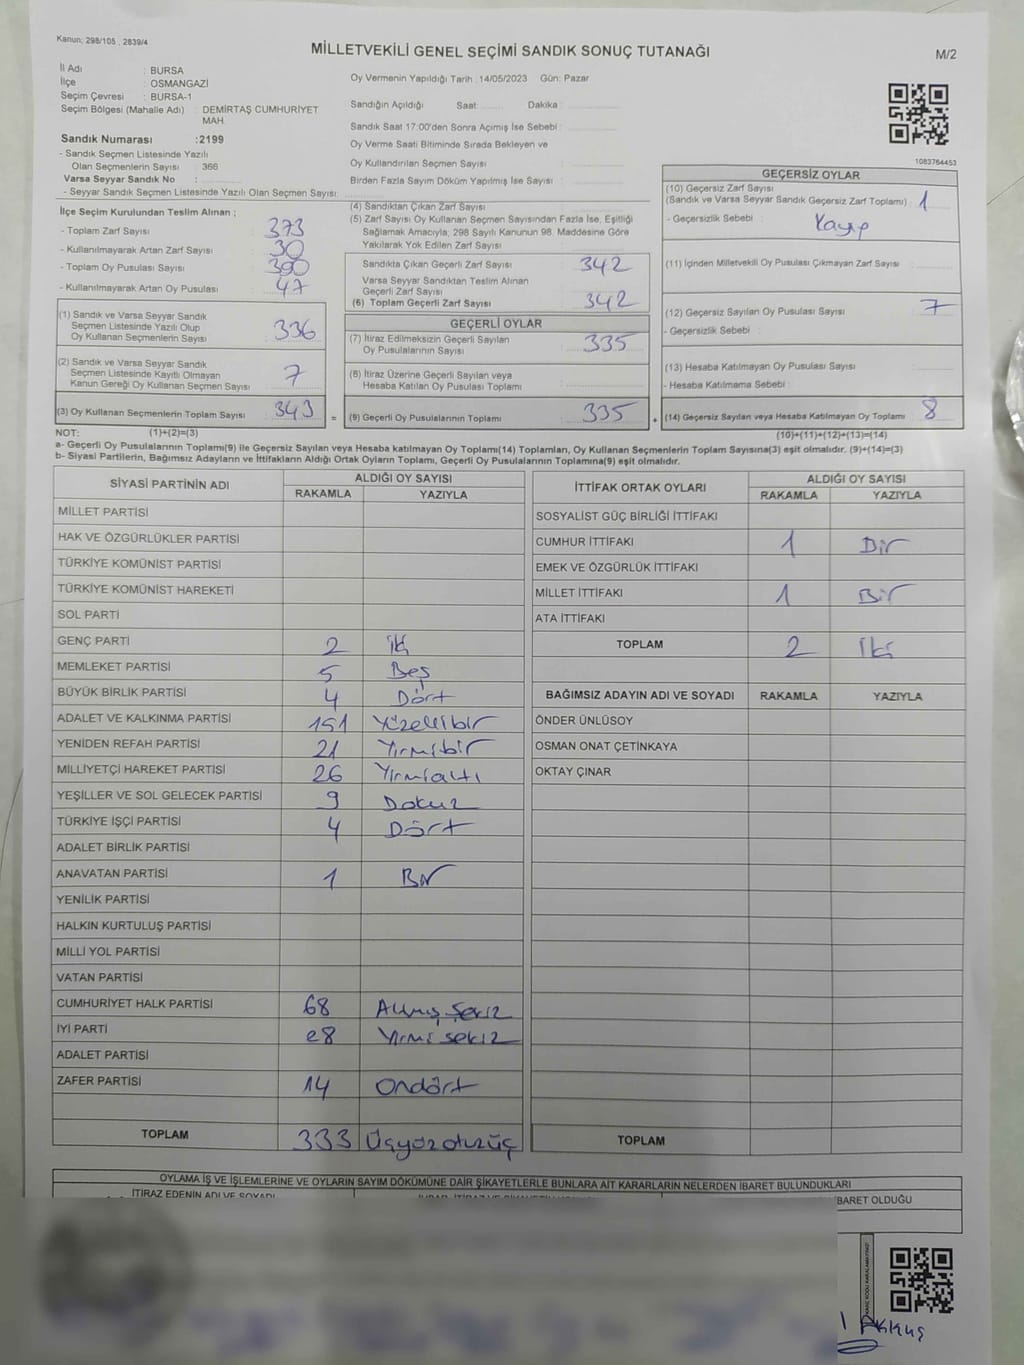 Kanun; 298/105 , 2839/4
MİLLETVEKİLİ GENEL SEÇİMİ SANDIK SONUÇ TUTANAĞI
M/2
İl Adı : BURSA
İlçe : OSMANGAZİ
Seçim Çevresi : BURSA-1
Seçim Bölgesi (Mahalle Adı) : DEMİRTAŞ CUMHURİYET
MAH.
Sandık Numarası :2199
- Sandık Seçmen Listesinde Yazılı
Olan Seçmenlerin Sayısı : 366
Varsa Seyyar Sandık No :
- Seyyar Sandık Seçmen Listesinde Yazılı Olan Seçmen Sayısı:
Oy Vermenin Yapıldığı Tarih :14/05/2023 Gün: Pazar
Sandığın Açıldığı Saat Dakika
Sandık Saat 17:00'den Sonra Açılmış İse Sebebi :
Oy Verme Saati Bitiminde Sırada Bekleyen ve
Oy Kullandırılan Seçmen Sayısı :
Birden Fazla Sayım Döküm Yapılmış İse Sayısı :
1083764453
İlçe Seçim Kurulundan Teslim Alınan ;
- Toplam Zarf Sayısı : 373
- Kullanılmayarak Artan Zarf Sayısı : 30
- Toplam Oy Pusulası Sayısı : 390
- Kullanılmayarak Artan Oy Pusulası : 47
(1) Sandık ve Varsa Seyyar Sandık
Seçmen Listesinde Yazılı Olup
Oy Kullanan Seçmenlerin Sayısı : 336
(2) Sandık ve Varsa Seyyar Sandık
Seçmen Listesinde Kayıtlı Olmayan
Kanun Gereği Oy Kullanan Seçmen Sayısı : 7
(3) Oy Kullanan Seçmenlerin Toplam Sayısı : 343
(4) Sandıktan Çıkan Zarf Sayısı :
(5) Zarf Sayısı Oy Kullanan Seçmen Sayısından Fazla İse, Eşitliği
Sağlamak Amacıyla; 298 Sayılı Kanunun 98. Maddesine Göre
Yakılarak Yok Edilen Zarf Sayısı :
Sandıkta Çıkan Geçerli Zarf Sayısı : 342
Varsa Seyyar Sandıktan Teslim Alınan
Geçerli Zarf Sayısı :
(6) Toplam Geçerli Zarf Sayısı : 342
GEÇERLİ OYLAR
(7) İtiraz Edilmeksizin Geçerli Sayılan
Oy Pusulalarının Sayısı : 335
(8) İtiraz Üzerine Geçerli Sayılan veya
Hesaba Katılan Oy Pusulası Toplamı :
= (9) Geçerli Oy Pusulalarının Toplamı : 335 +
GEÇERSİZ OYLAR
(10) Geçersiz Zarf Sayısı
(Sandık ve Varsa Seyyar Sandık Geçersiz Zarf Toplamı) : 1
- Geçersizlik Sebebi : Kayıp
(11) İçinden Milletvekili Oy Pusulası Çıkmayan Zarf Sayısı :
(12) Geçersiz Sayılan Oy Pusulası Sayısı : 7
- Geçersizlik Sebebi :
(13) Hesaba Katılmayan Oy Pusulası Sayısı :
- Hesaba Katılmama Sebebi :
(14) Geçersiz Sayılan veya Hesaba Katılmayan Oy Toplamı : 8
NOT: (1)+(2)=(3)
(10)+(11)+(12)+(13)=(14)
a- Geçerli Oy Pusulalarının Toplamı(9) ile Geçersiz Sayılan veya Hesaba katılmayan Oy Toplamı(14) Toplamları, Oy Kullanan Seçmenlerin Toplam Sayısına(3) eşit olmalıdır. (9)+(14)=(3)
b- Siyasi Partilerin, Bağımsız Adayların ve İttifakların Aldığı Ortak Oyların Toplamı, Geçerli Oy Pusulalarının Toplamına(9) eşit olmalıdır.
SİYASİ PARTİNİN ADI ALDIĞI OY SAYISI
RAKAMLA YAZIYLA
MİLLET PARTİSİ
HAK VE ÖZGÜRLÜKLER PARTİSİ
TÜRKİYE KOMÜNİST PARTİSİ
TÜRKİYE KOMÜNİST HAREKETİ
SOL PARTİ
GENÇ PARTİ 2 iki
MEMLEKET PARTİSİ 5 Beş
BÜYÜK BİRLİK PARTİSİ 4 Dört
ADALET VE KALKINMA PARTİSİ 151 Yüzellibir
YENİDEN REFAH PARTİSİ 21 Yirmibir
MİLLİYETÇİ HAREKET PARTİSİ 26 Yirmialtı
YEŞİLLER VE SOL GELECEK PARTİSİ 9 Dokuz
TÜRKİYE İŞÇİ PARTİSİ 4 Dört
ADALET BİRLİK PARTİSİ
ANAVATAN PARTİSİ 1 Bir
YENİLİK PARTİSİ
HALKIN KURTULUŞ PARTİSİ
MİLLİ YOL PARTİSİ
VATAN PARTİSİ
CUMHURİYET HALK PARTİSİ 68 Altmış Sekiz
İYİ PARTİ 28 Yirmi sekiz
ADALET PARTİSİ
ZAFER PARTİSİ 14 Ondört
TOPLAM 333 Üçyüzotuzüç
İTTİFAK ORTAK OYLARI ALDIĞI OY SAYISI
RAKAMLA YAZIYLA
SOSYALİST GÜÇ BİRLİĞİ İTTİFAKI
CUMHUR İTTİFAKI 1 Bir
EMEK VE ÖZGÜRLÜK İTTİFAKI
MİLLET İTTİFAKI 1 Bir
ATA İTTİFAKI
TOPLAM 2 İki
BAĞIMSIZ ADAYIN ADI VE SOYADI RAKAMLA YAZIYLA
ÖNDER ÜNLÜSOY
OSMAN ONAT ÇETİNKAYA
OKTAY ÇINAR
TOPLAM
OYLAMA İŞ VE İŞLEMLERİNE VE OYLARIN SAYIM DÖKÜMÜNE DAİR ŞİKAYETLERLE BUNLARA AİT KARARLARIN NELERDEN İBARET BULUNDUKLARI
İTİRAZ EDENİN ADI VE SOYADI
İBARET OLDUĞU
Akkuş